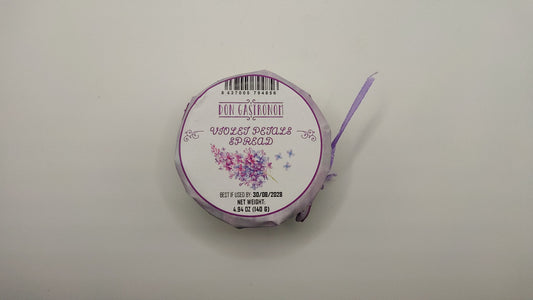 8 437009 794856
DON GASTRONOM
VIOLET PETALS
SPREAD
BEST IF USED BY: 30/08/2028
NET WEIGHT:
4.94 OZ (140 G)